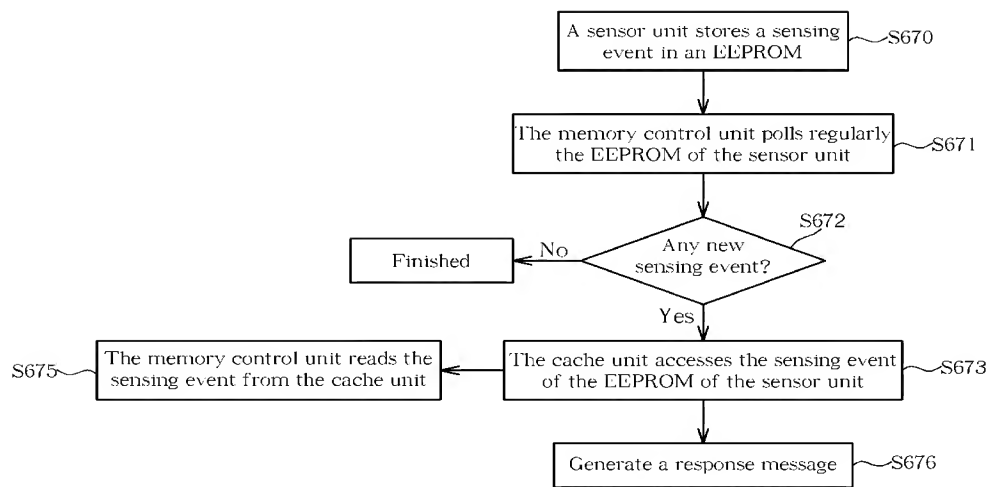 A sensor unit stores a sensing
event in an EEPROM
S670
The memory control unit polls regularly
the EEPROM of the sensor unit
S671
S672
Any new
sensing event?
No
Finished
Yes
S675
The memory control unit reads the
sensing event from the cache unit
The cache unit accesses the sensing event
of the EEPROM of the sensor unit
S673
Generate a response message
S676